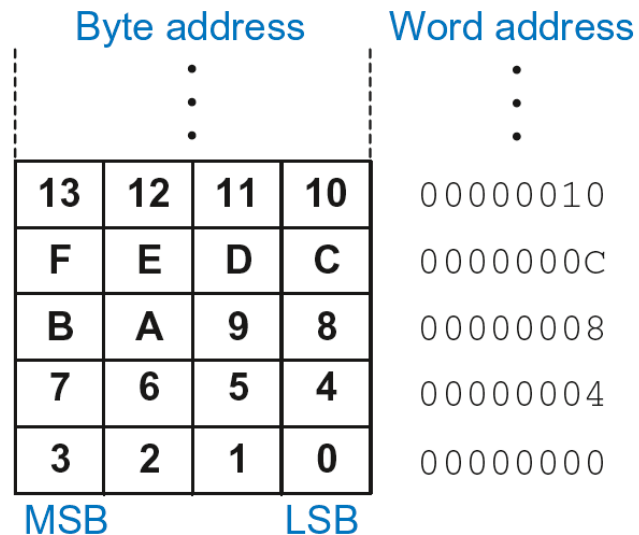 Byte address Word address
13 12 11 10 00000010
F E D C 0000000C
B A 9 8 00000008
7 6 5 4 00000004
3 2 1 0 00000000
MSB LSB